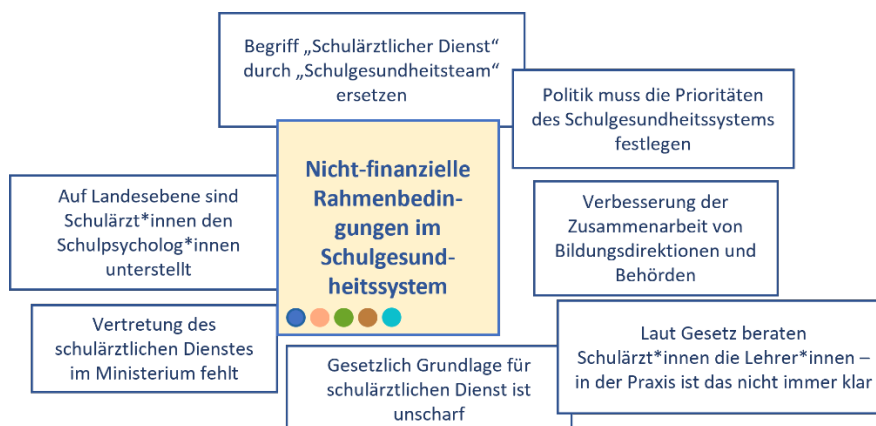 Begriff „Schulärztlicher Dienst“
durch „Schulgesundheitsteam“
ersetzen
Politik muss die Prioritäten
des Schulgesundheitssystems
festlegen
Nicht-finanzielle
Rahmenbedin-
gungen im
Schulgesund-
heitssystem
Auf Landesebene sind
Schulärzt*innen den
Schulpsycholog*innen
unterstellt
Verbesserung der
Zusammenarbeit von
Bildungsdirektionen und
Behörden
Vertretung des
schulärztlichen Dienstes
im Ministerium fehlt
Gesetzlich Grundlage für
schulärztlichen Dienst ist
unscharf
Laut Gesetz beraten
Schulärzt*innen die Lehrer*innen –
in der Praxis ist das nicht immer klar